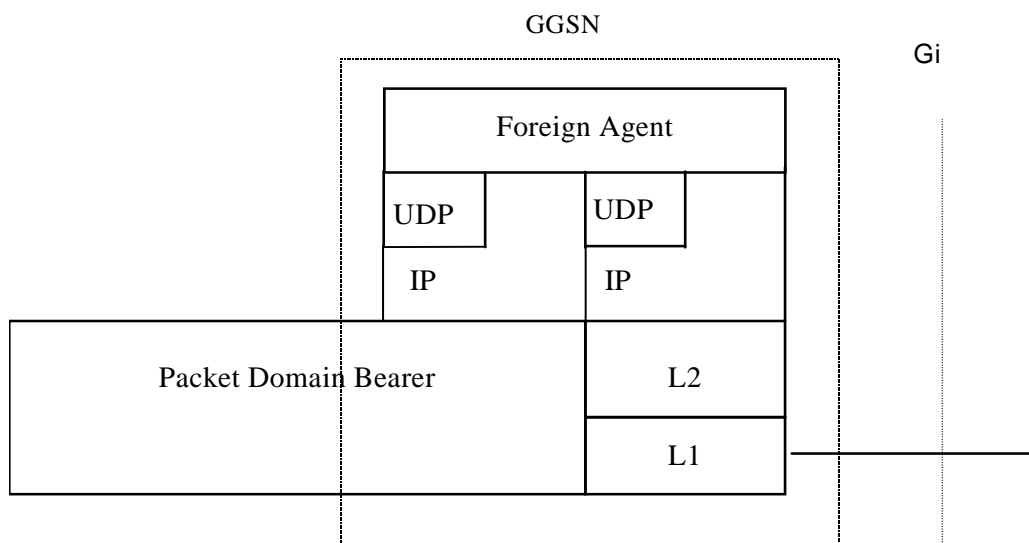 GGSN
Gi
Foreign Agent
UDP
UDP
IP
IP
Packet Domain Bearer
L2
L1